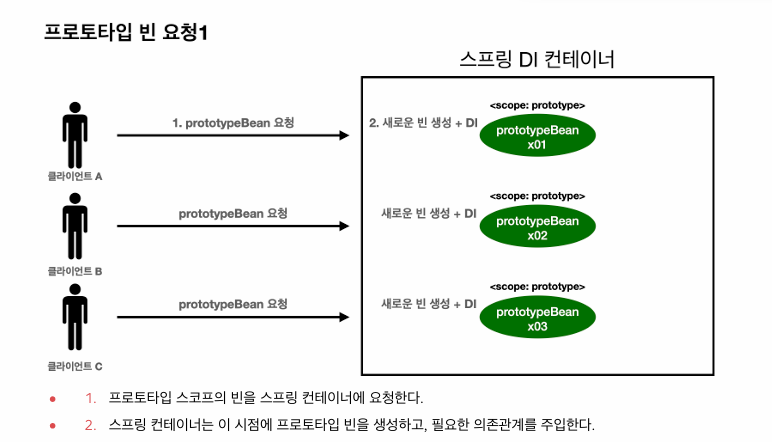 프로토타입 빈 요청1
스프링 DI 컨테이너
<scope: prototype>
1. prototypeBean 요청
2. 새로운 빈 생성 + DI
prototypeBean
x01
클라이언트 A
<scope: prototype>
prototypeBean 요청
새로운 빈 생성 + DI
prototypeBean
x02
클라이언트 B
<scope: prototype>
prototypeBean 요청
새로운 빈 생성 + DI
prototypeBean
x03
클라이언트 C
• 1. 프로토타입 스코프의 빈을 스프링 컨테이너에 요청한다.
• 2. 스프링 컨테이너는 이 시점에 프로토타입 빈을 생성하고, 필요한 의존관계를 주입한다.